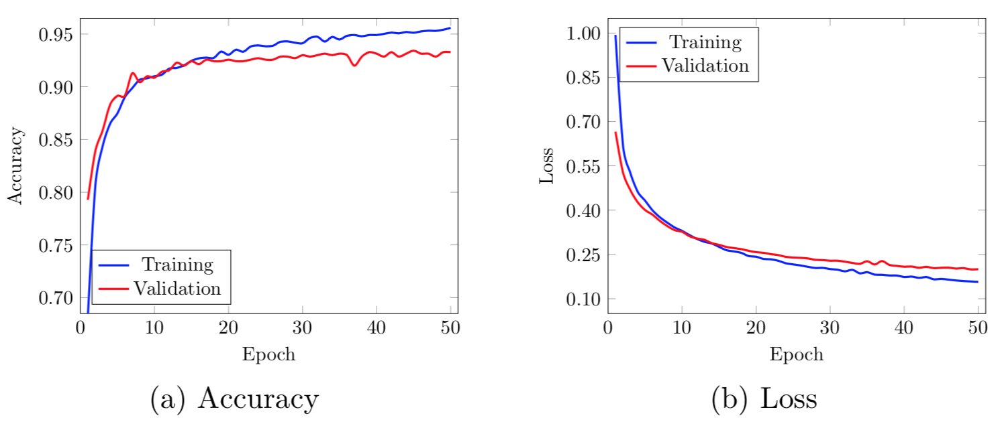 0.95
0.90
0.85
0.80
0.75
0.70
Accuracy
Training
Validation
0 10 20 30 40 50
Epoch
(a) Accuracy
1.00
0.85
0.70
0.55
0.40
0.25
0.10
Loss
Training
Validation
0 10 20 30 40 50
Epoch
(b) Loss